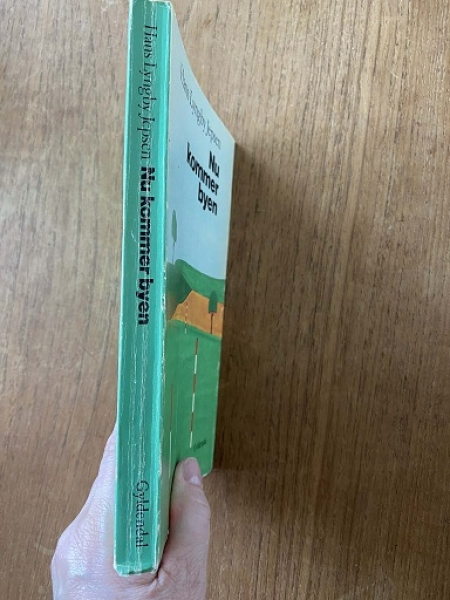 Hans Lyngby Jepsen Nu kommer byen
Gyldendal
Hans Lyngby Jepsen
Nu
kommer
byen